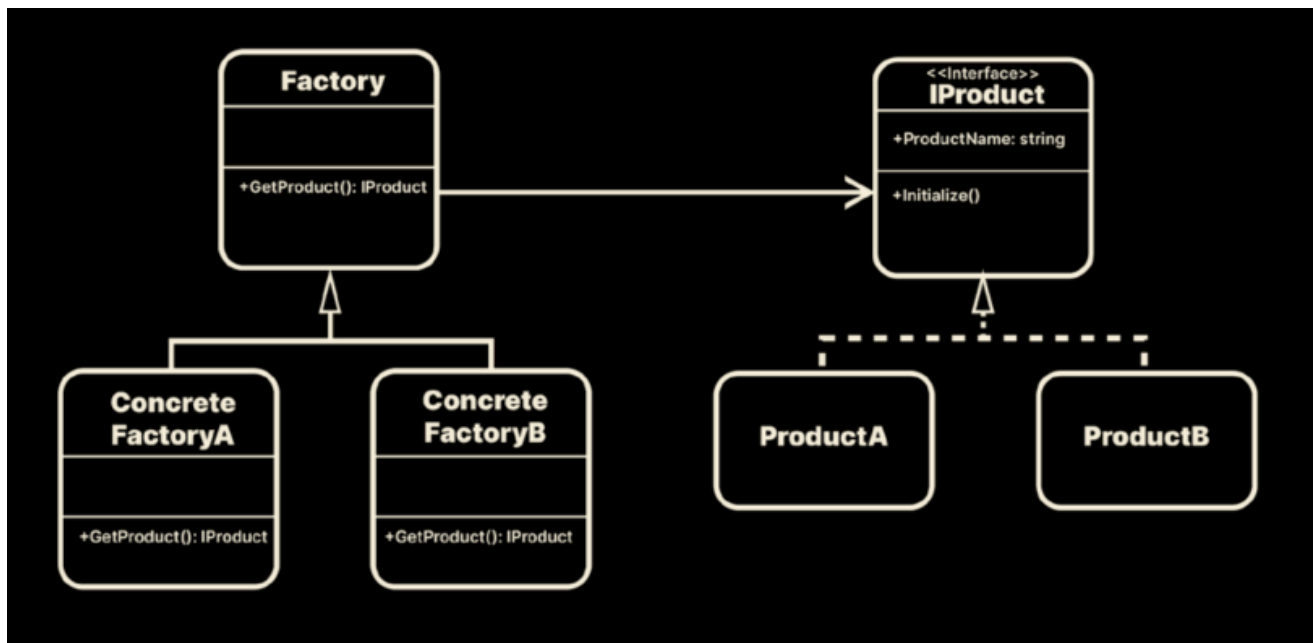 Factory
+GetProduct(): IProduct
<<Interface>>
IProduct
+ProductName: string
+Initialize()
Concrete
FactoryA
+GetProduct(): IProduct
Concrete
FactoryB
+GetProduct(): IProduct
ProductA
ProductB